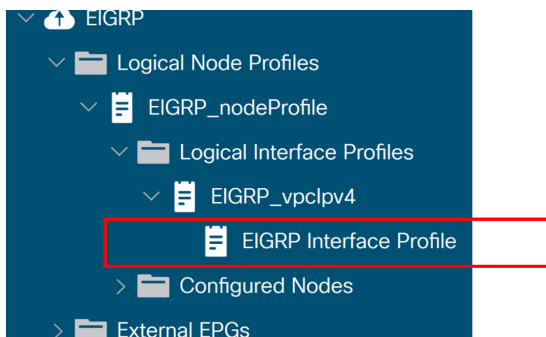 EIGRP
Logical Node Profiles
EIGRP_nodeProfile
Logical Interface Profiles
EIGRP_vpcIpv4
EIGRP Interface Profile
Configured Nodes
External EPGs